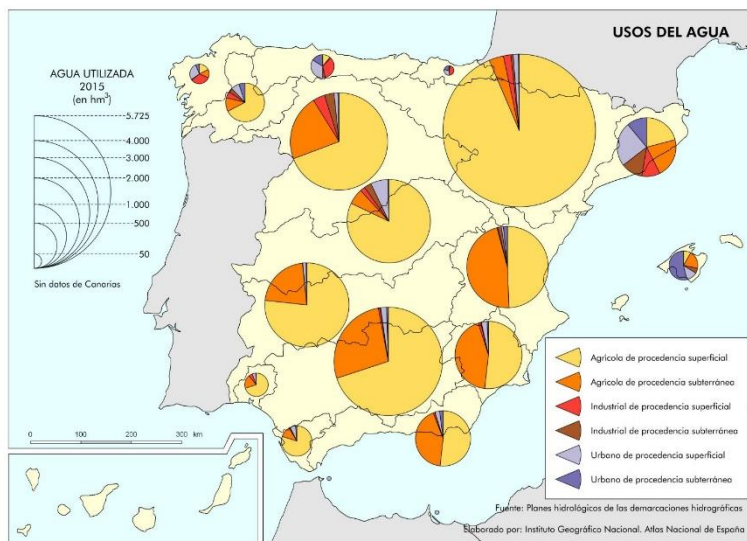 USOS DEL AGUA
AGUA UTILIZADA
2015
(en hm³)
5.725
4.000
3.000
2.000
1.000
500
50
Sin datos de Canarias
0 100 200 300 km
Agrícola de procedencia superficial
Agrícola de procedencia subterránea
Industrial de procedencia superficial
Industrial de procedencia subterránea
Urbano de procedencia superficial
Urbano de procedencia subterráneo
Fuente: Planes hidrológicos de las demarcaciones hidrográficas
Elaborado por: Instituto Geográfico Nacional. Atlas Nacional de España